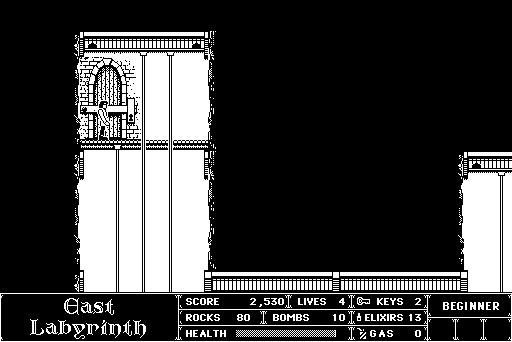 East
Labyrinth
SCORE 2,530 LIVES 4 KEYS 2
ROCKS 80 BOMBS 10 ELIXIRS 13
HEALTH GAS 0
BEGINNER